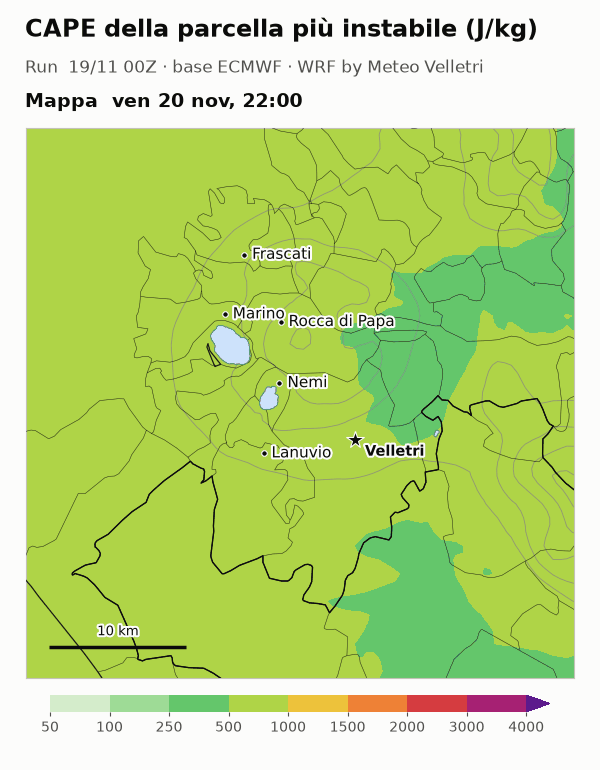 CAPE della parcella più instabile (J/kg)
Run  19/11 00Z · base ECMWF · WRF by Meteo Velletri
Mappa  ven 20 nov, 22:00
Frascati
Marino
Rocca di Papa
Nemi
Velletri
Lanuvio
10 km
50 100 250 500 1000 1500 2000 3000 4000